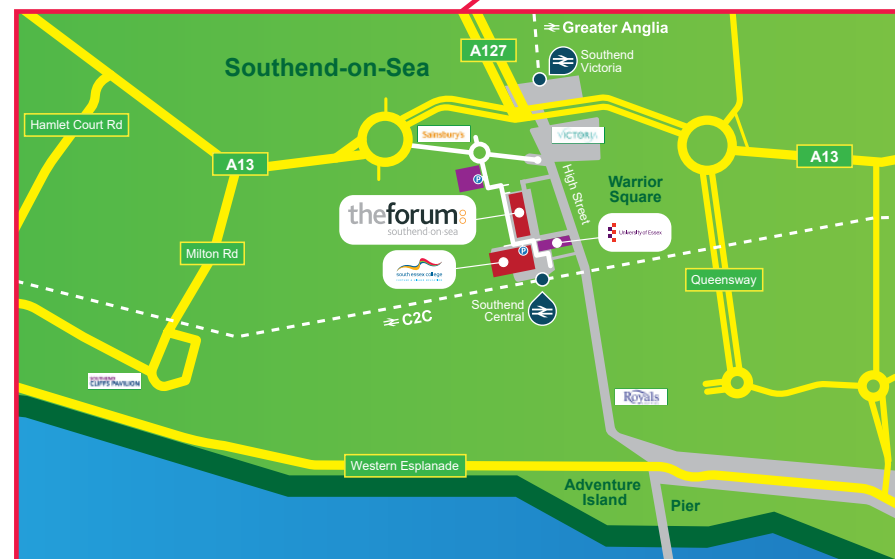 Greater Anglia
A127
Southend
Victoria
Southend-on-Sea
Hamlet Court Rd
Sainsbury's
VICTORIA
A13
A13
P
High Street
Warrior
Square
theforum
southend-on-sea
University of Essex
Milton Rd
P
south essex college
Queensway
Southend
Central
C2C
SOUTHEND
CLIFFS PAVILION
Royals
Western Esplanade
Adventure
Island
Pier